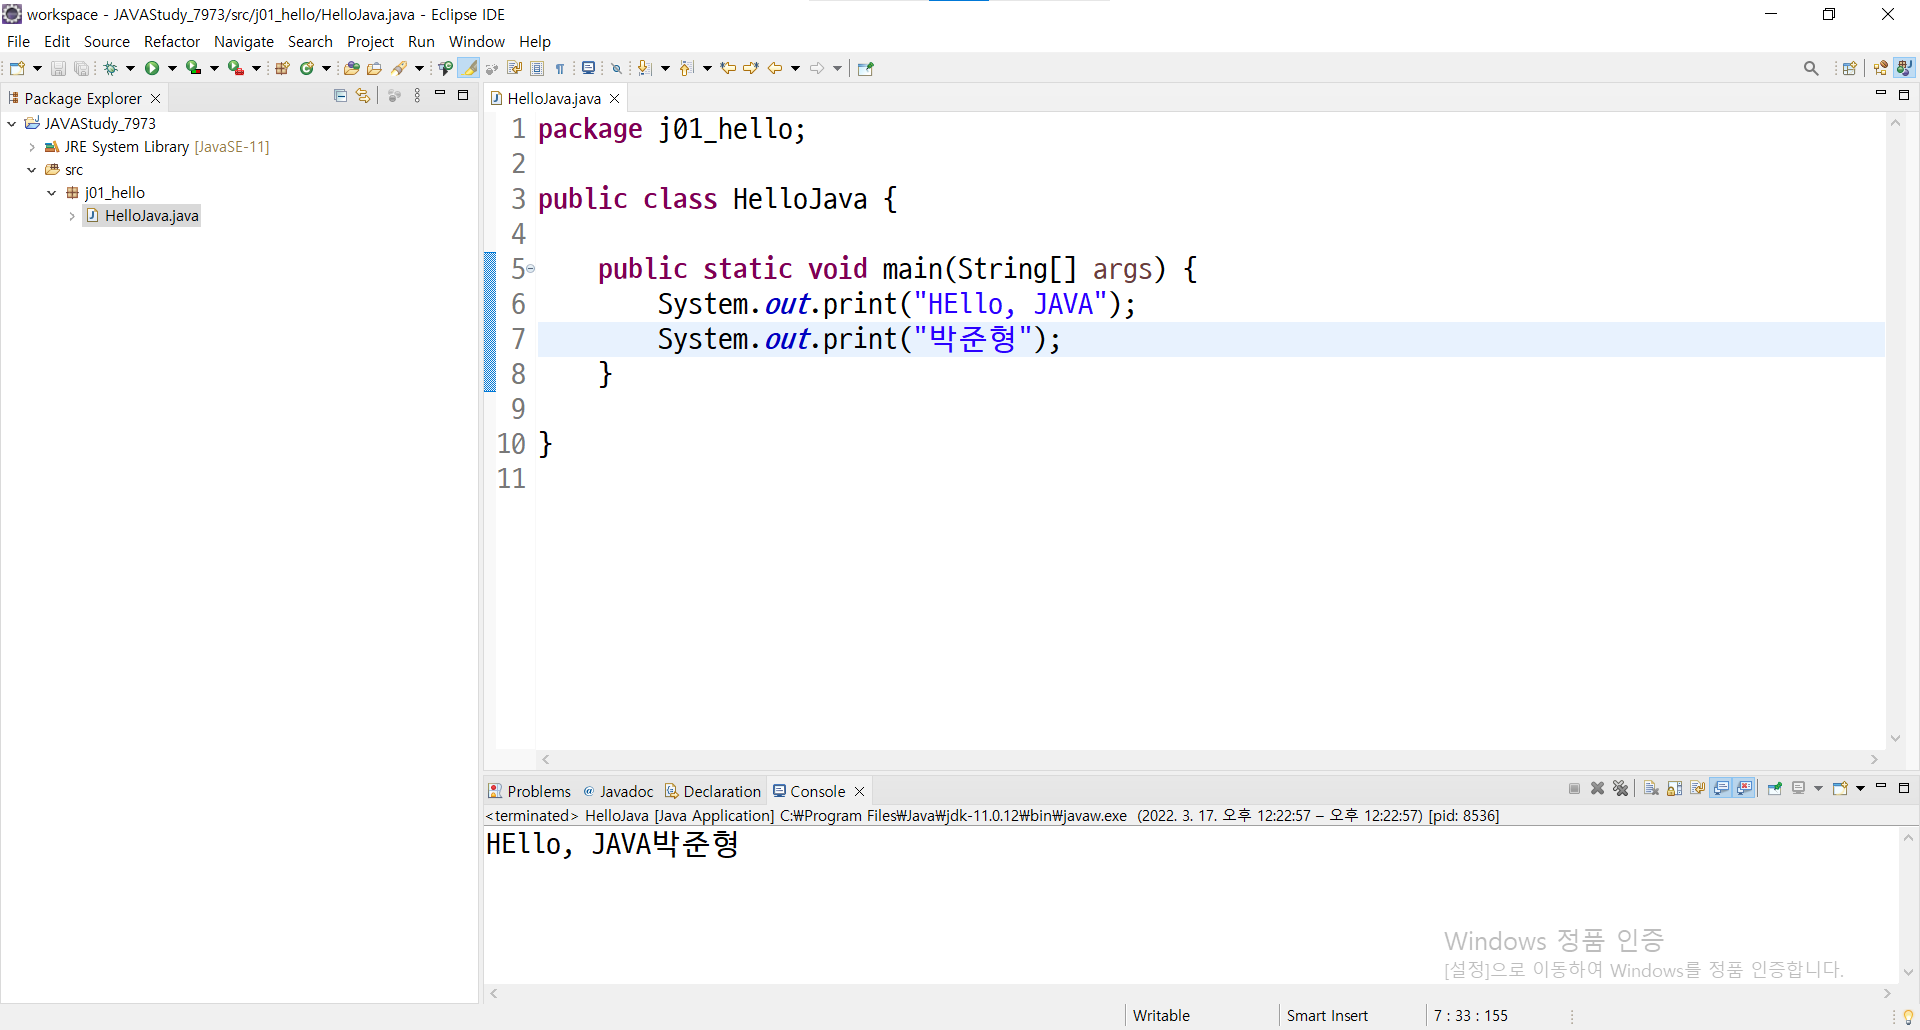 workspace - JAVAStudy_7973/src/j01_hello/HelloJava.java - Eclipse IDE
File Edit Source Refactor Navigate Search Project Run Window Help
Package Explorer
JAVAStudy_7973
JRE System Library [JavaSE-11]
src
j01_hello
HelloJava.java
HelloJava.java
1 package j01_hello;
2
3 public class HelloJava {
4
5 public static void main(String[] args) {
6 System.out.print("HEllo, JAVA");
7 System.out.print("박준형");
8 }
9
10 }
11
Problems @ Javadoc Declaration Console
<terminated> HelloJava [Java Application] C:₩Program Files₩Java₩jdk-11.0.12₩bin₩javaw.exe (2022. 3. 17. 오후 12:22:57 – 오후 12:22:57) [pid: 8536]
HEllo, JAVA박준형
Windows 정품 인증
[설정]으로 이동하여 Windows를 정품 인증합니다.
Writable Smart Insert 7 : 33 : 155